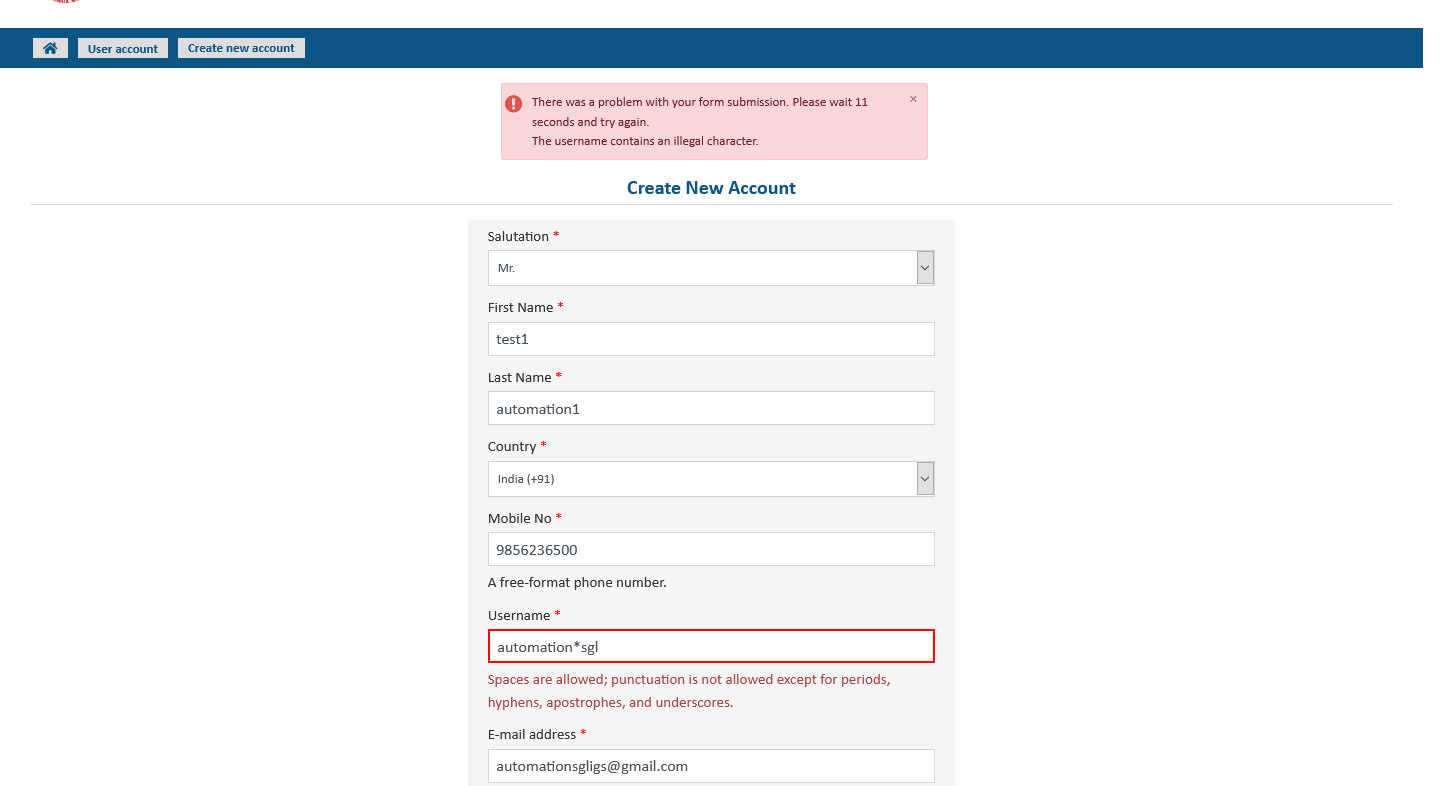 User account
Create new account
There was a problem with your form submission. Please wait 11
seconds and try again.
The username contains an illegal character.
×
Create New Account
Salutation *
Mr.
First Name *
test1
Last Name *
automation1
Country *
India (+91)
Mobile No *
9856236500
A free-format phone number.
Username *
automation*sgl
Spaces are allowed; punctuation is not allowed except for periods,
hyphens, apostrophes, and underscores.
E-mail address *
automationsgligs@gmail.com